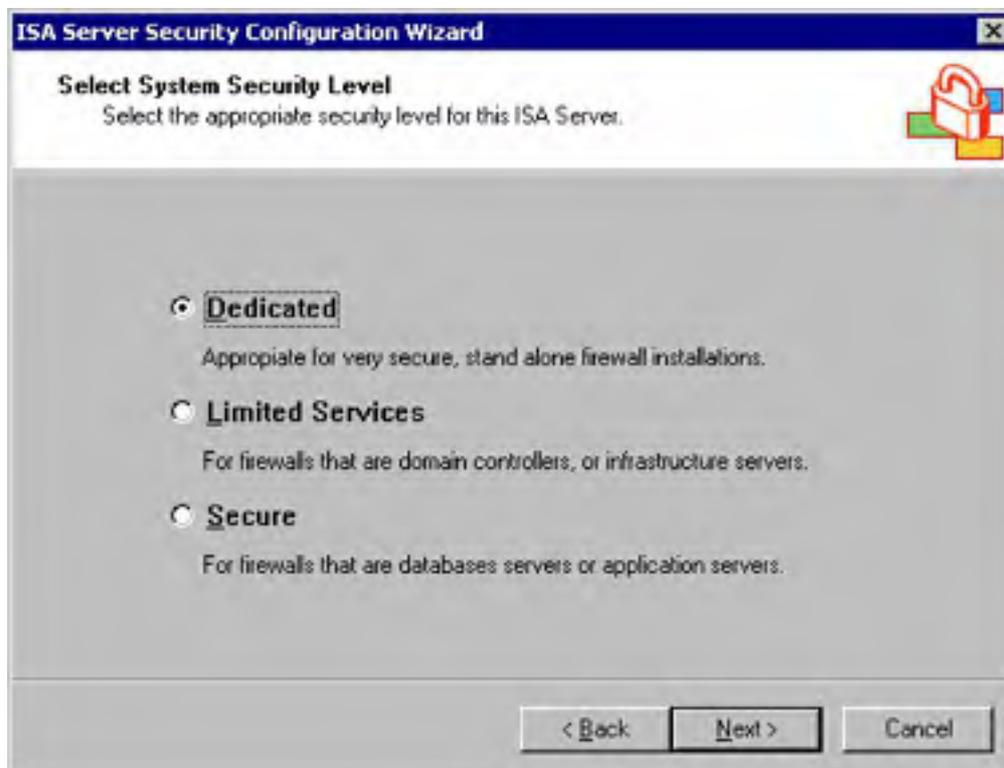 ISA Server Security Configuration Wizard
Select System Security Level
Select the appropriate security level for this ISA Server.
Dedicated
Appropiate for very secure, stand alone firewall installations.
Limited Services
For firewalls that are domain controllers, or infrastructure servers.
Secure
For firewalls that are databases servers or application servers.
< Back
Next >
Cancel